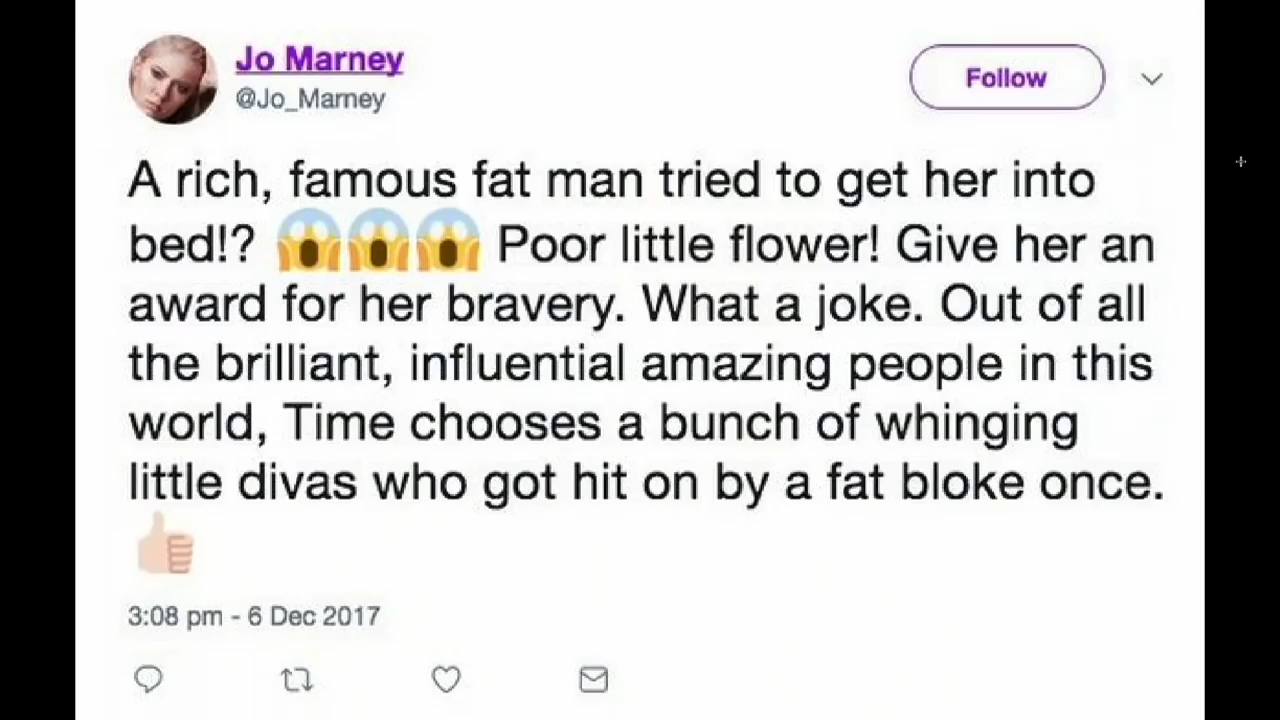 Jo Marney
@Jo_Marney
Follow
A rich, famous fat man tried to get her into
bed!? 😱😱😱 Poor little flower! Give her an
award for her bravery. What a joke. Out of all
the brilliant, influential amazing people in this
world, Time chooses a bunch of whinging
little divas who got hit on by a fat bloke once.
👍🏻
3:08 pm - 6 Dec 2017